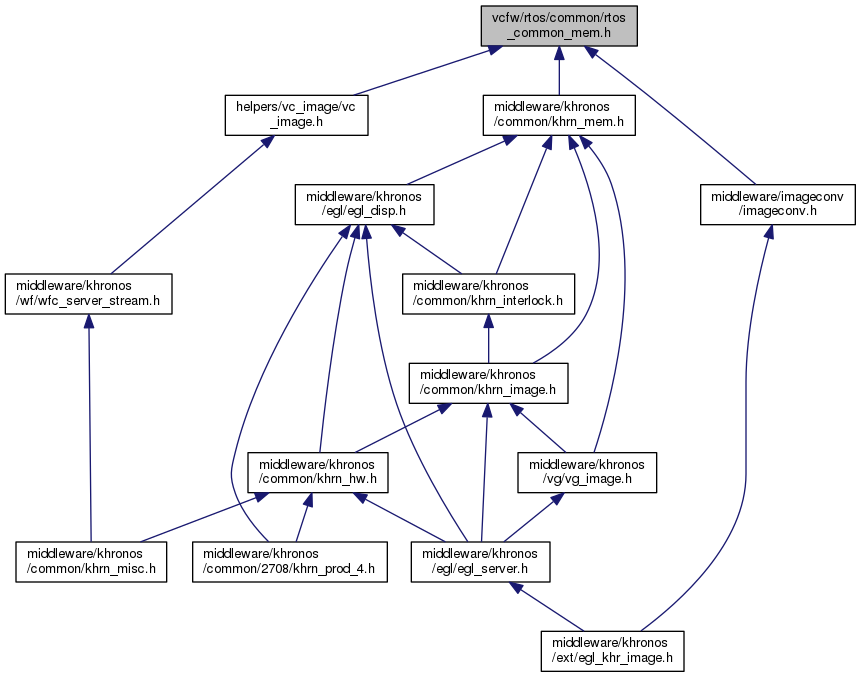 vcfw/rtos/common/rtos
_common_mem.h
helpers/vc_image/vc
_image.h
middleware/khronos
/common/khrn_mem.h
middleware/khronos
/egl/egl_disp.h
middleware/imageconv
/imageconv.h
middleware/khronos
/wf/wfc_server_stream.h
middleware/khronos
/common/khrn_interlock.h
middleware/khronos
/common/khrn_image.h
middleware/khronos
/common/khrn_hw.h
middleware/khronos
/vg/vg_image.h
middleware/khronos
/common/khrn_misc.h
middleware/khronos
/common/2708/khrn_prod_4.h
middleware/khronos
/egl/egl_server.h
middleware/khronos
/ext/egl_khr_image.h